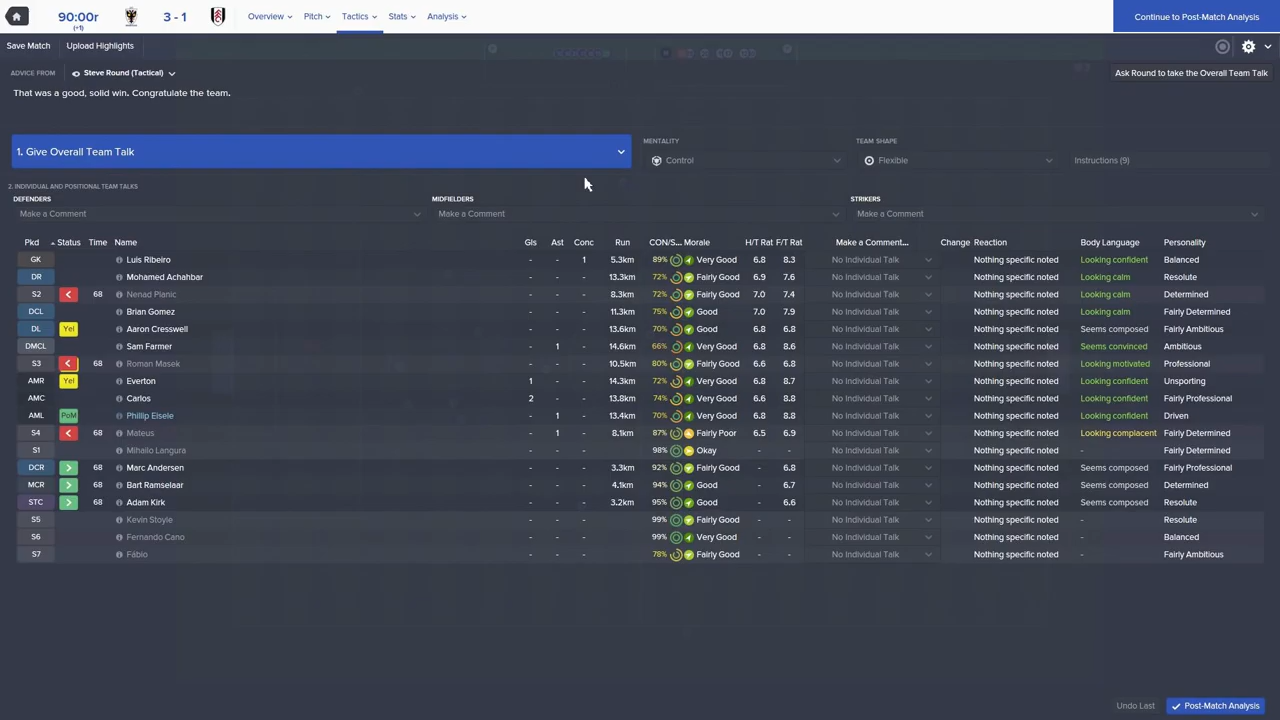 90:00r
(+1)
3 - 1
Overview
Pitch
Tactics
Stats
Analysis
Continue to Post-Match Analysis
Save Match
Upload Highlights
ADVICE FROM
Steve Round (Tactical)
Ask Round to take the Overall Team Talk
That was a good, solid win. Congratulate the team.
1. Give Overall Team Talk
MENTALITY
Control
TEAM SHAPE
Flexible
Instructions (9)
2. INDIVIDUAL AND POSITIONAL TEAM TALKS
DEFENDERS
MIDFIELDERS
STRIKERS
Make a Comment
Make a Comment
Make a Comment
Pkd Status Time Name Gls Ast Conc Run CON/S... Morale H/T Rat F/T Rat Make a Comment... Change Reaction Body Language Personality
GK Luis Ribeiro - - 1 5.3km 89% Very Good 6.8 8.3 No Individual Talk Nothing specific noted Looking confident Balanced
DR Mohamed Achahbar - - - 13.3km 72% Fairly Good 6.9 7.6 No Individual Talk Nothing specific noted Looking calm Resolute
S2 68 Nenad Planic - - - 8.3km 72% Fairly Good 7.0 7.4 No Individual Talk Nothing specific noted Looking calm Determined
DCL Brian Gomez - - - 11.3km 75% Good 7.0 7.9 No Individual Talk Nothing specific noted Looking calm Fairly Determined
DL Yel Aaron Cresswell - - - 13.6km 70% Good 6.8 6.8 No Individual Talk Nothing specific noted Seems composed Fairly Ambitious
DMCL Sam Farmer - 1 - 14.6km 66% Very Good 6.8 8.6 No Individual Talk Nothing specific noted Seems convinced Ambitious
S3 68 Roman Masek - - - 10.5km 80% Fairly Good 6.6 6.8 No Individual Talk Nothing specific noted Looking motivated Professional
AMR Yel Everton 1 - - 14.3km 72% Very Good 6.8 8.7 No Individual Talk Nothing specific noted Looking confident Unsporting
AMC Carlos 2 - - 13.8km 74% Very Good 6.6 8.8 No Individual Talk Nothing specific noted Looking confident Fairly Professional
AML PoM Phillip Eisele - 1 - 13.4km 70% Very Good 6.8 8.8 No Individual Talk Nothing specific noted Looking confident Driven
S4 68 Mateus - 1 - 8.1km 87% Fairly Poor 6.5 6.9 No Individual Talk Nothing specific noted Looking complacent Fairly Determined
S1 Mihailo Langura - - - 98% Okay - - No Individual Talk Nothing specific noted - Fairly Determined
DCR 68 Marc Andersen - - - 3.3km 92% Fairly Good - 6.8 No Individual Talk Nothing specific noted Seems composed Fairly Professional
MCR 68 Bart Ramselaar - - - 4.1km 94% Good - 6.7 No Individual Talk Nothing specific noted Seems composed Determined
STC 68 Adam Kirk - - - 3.2km 95% Good - 6.6 No Individual Talk Nothing specific noted Seems composed Resolute
S5 Kevin Stoyle - - - 99% Fairly Good - - No Individual Talk Nothing specific noted - Resolute
S6 Fernando Cano - - - 99% Very Good - - No Individual Talk Nothing specific noted - Balanced
S7 Fábio - - - 78% Fairly Good - - No Individual Talk Nothing specific noted - Fairly Ambitious
Undo Last
Post-Match Analysis